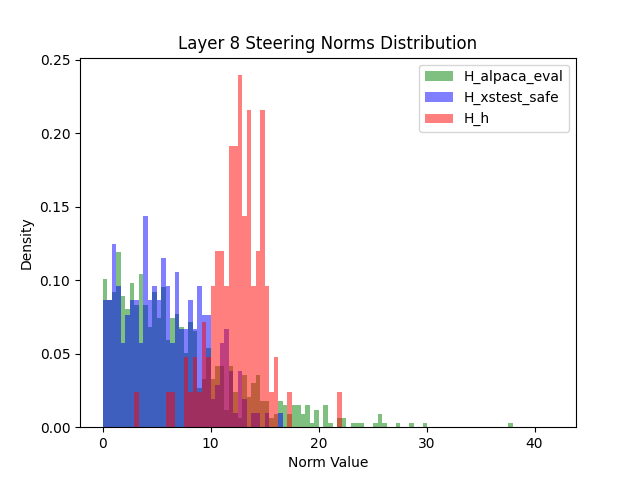 Layer 8 Steering Norms Distribution
0.25
0.20
0.15
0.10
0.05
0.00
Density
H_alpaca_eval
H_xstest_safe
H_h
0 10 20 30 40
Norm Value